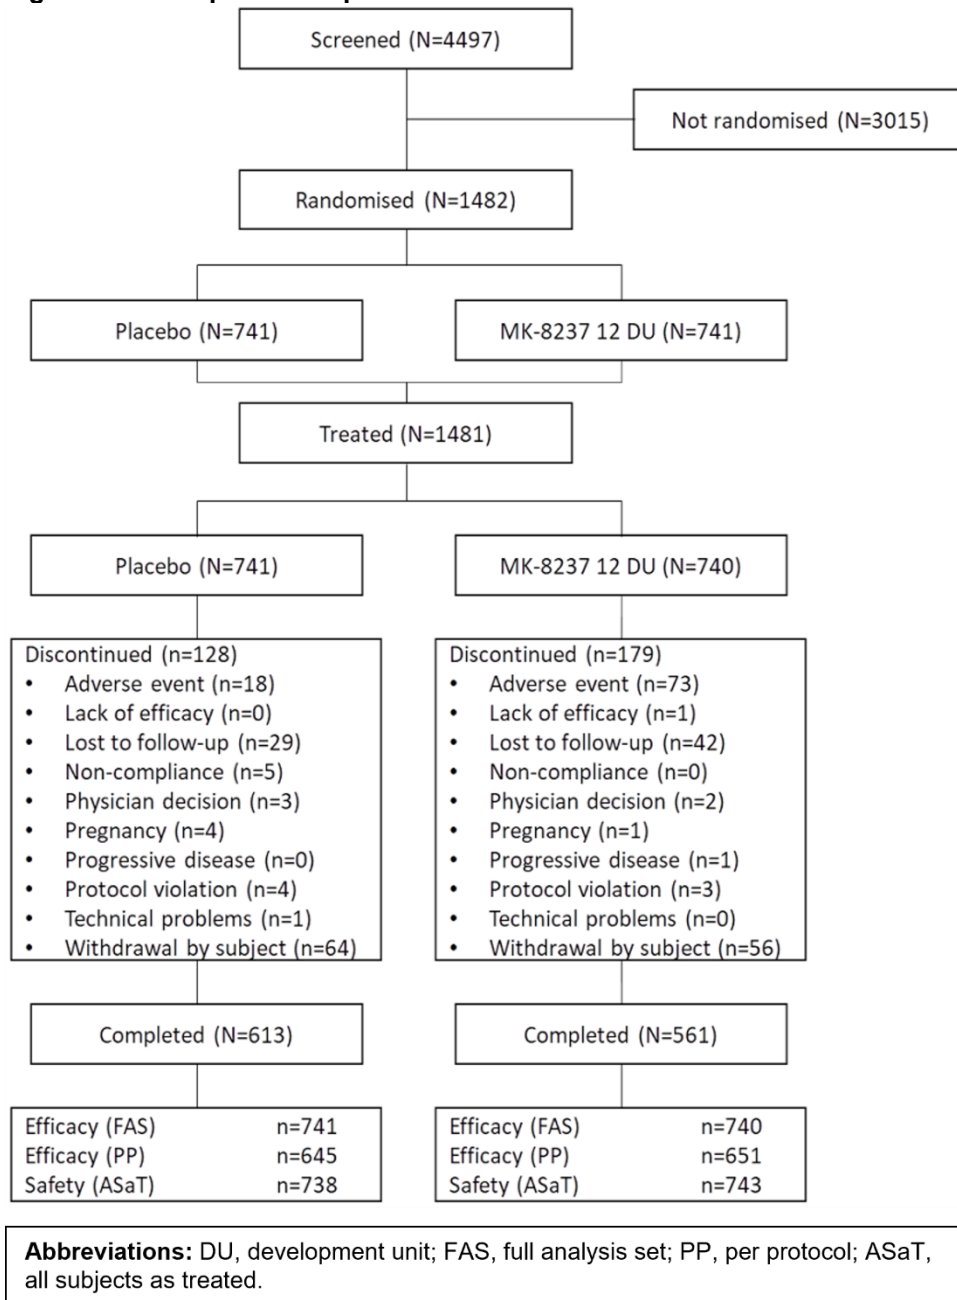 Screened (N=4497)
Not randomised (N=3015)
Randomised (N=1482)
Placebo (N=741)
MK-8237 12 DU (N=741)
Treated (N=1481)
Placebo (N=741)
MK-8237 12 DU (N=740)
Discontinued (n=128)
• Adverse event (n=18)
• Lack of efficacy (n=0)
• Lost to follow-up (n=29)
• Non-compliance (n=5)
• Physician decision (n=3)
• Pregnancy (n=4)
• Progressive disease (n=0)
• Protocol violation (n=4)
• Technical problems (n=1)
• Withdrawal by subject (n=64)
Discontinued (n=179)
• Adverse event (n=73)
• Lack of efficacy (n=1)
• Lost to follow-up (n=42)
• Non-compliance (n=0)
• Physician decision (n=2)
• Pregnancy (n=1)
• Progressive disease (n=1)
• Protocol violation (n=3)
• Technical problems (n=0)
• Withdrawal by subject (n=56)
Completed (N=613)
Completed (N=561)
Efficacy (FAS) n=741
Efficacy (PP) n=645
Safety (ASaT) n=738
Efficacy (FAS) n=740
Efficacy (PP) n=651
Safety (ASaT) n=743
Abbreviations: DU, development unit; FAS, full analysis set; PP, per protocol; ASaT,
all subjects as treated.